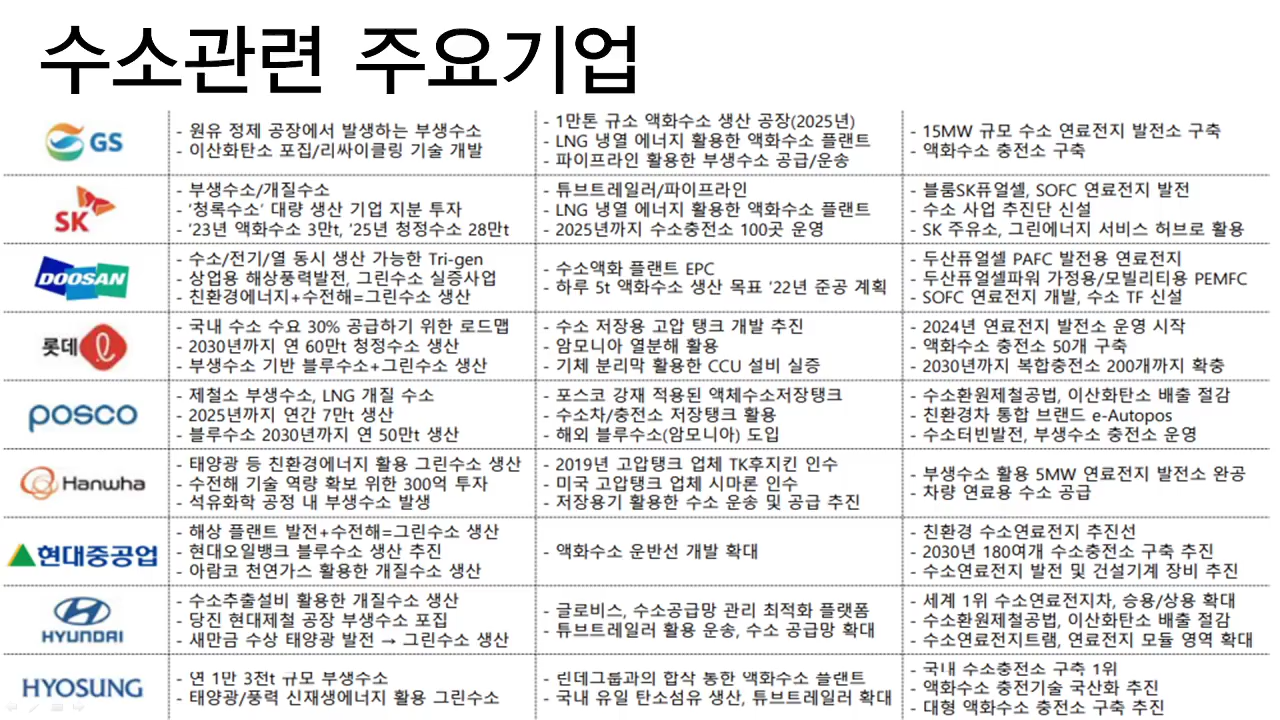 수소관련 주요기업
GS
- 원유 정제 공장에서 발생하는 부생수소
- 이산화탄소 포집/리싸이클링 기술 개발
- 1만톤 규소 액화수소 생산 공장(2025년)
- LNG 냉열 에너지 활용한 액화수소 플랜트
- 파이프라인 활용한 부생수소 공급/운송
- 15MW 규모 수소 연료전지 발전소 구축
- 액화수소 충전소 구축
SK
- 부생수소/개질수소
- ‘청록수소‘ 대량 생산 기업 지분 투자
- ’23년 액화수소 3만t, ’25년 청정수소 28만t
- 튜브트레일러/파이프라인
- LNG 냉열 에너지 활용한 액화수소 플랜트
- 2025년까지 수소충전소 100곳 운영
- 블룸SK퓨얼셀, SOFC 연료전지 발전
- 수소 사업 추진단 신설
- SK 주유소, 그린에너지 서비스 허브로 활용
DOOSAN
- 수소/전기/열 동시 생산 가능한 Tri-gen
- 상업용 해상풍력발전, 그린수소 실증사업
- 친환경에너지+수전해=그린수소 생산
- 수소액화 플랜트 EPC
- 하루 5t 액화수소 생산 목표 ’22년 준공 계획
- 두산퓨얼셀 PAFC 발전용 연료전지
- 두산퓨얼셀파워 가정용/모빌리티용 PEMFC
- SOFC 연료전지 개발, 수소 TF 신설
롯데
- 국내 수소 수요 30% 공급하기 위한 로드맵
- 2030년까지 연 60만t 청정수소 생산
- 부생수소 기반 블루수소+그린수소 생산
- 수소 저장용 고압 탱크 개발 추진
- 암모니아 열분해 활용
- 기체 분리막 활용한 CCU 설비 실증
- 2024년 연료전지 발전소 운영 시작
- 액화수소 충전소 50개 구축
- 2030년까지 복합충전소 200개까지 확충
posco
- 제철소 부생수소, LNG 개질 수소
- 2025년까지 연간 7만t 생산
- 블루수소 2030년까지 연 50만t 생산
- 포스코 강재 적용된 액체수소저장탱크
- 수소차/충전소 저장탱크 활용
- 해외 블루수소(암모니아) 도입
- 수소환원제철공법, 이산화탄소 배출 절감
- 친환경차 통합 브랜드 e-Autopos
- 수소터빈발전, 부생수소 충전소 운영
Hanwha
- 태양광 등 친환경에너지 활용 그린수소 생산
- 수전해 기술 역량 확보 위한 300억 투자
- 석유화학 공정 내 부생수소 발생
- 2019년 고압탱크 업체 TK후지킨 인수
- 미국 고압탱크 업체 시마론 인수
- 저장용기 활용한 수소 운송 및 공급 추진
- 부생수소 활용 5MW 연료전지 발전소 완공
- 차량 연료용 수소 공급
현대중공업
- 해상 플랜트 발전+수전해=그린수소 생산
- 현대오일뱅크 블루수소 생산 추진
- 아람코 천연가스 활용한 개질수소 생산
- 액화수소 운반선 개발 확대
- 친환경 수소연료전지 추진선
- 2030년 180여개 수소충전소 구축 추진
- 수소연료전지 발전 및 건설기계 장비 추진
HYUNDAI
- 수소추출설비 활용한 개질수소 생산
- 당진 현대제철 공장 부생수소 포집
- 새만금 수상 태양광 발전 → 그린수소 생산
- 글로비스, 수소공급망 관리 최적화 플랫폼
- 튜브트레일러 활용 운송, 수소 공급망 확대
- 세계 1위 수소연료전지차, 승용/상용 확대
- 수소환원제철공법, 이산화탄소 배출 절감
- 수소연료전지트램, 연료전지 모듈 영역 확대
HYOSUNG
- 연 1만 3천t 규모 부생수소
- 태양광/풍력 신재생에너지 활용 그린수소
- 린데그룹과의 합작 통한 액화수소 플랜트
- 국내 유일 탄소섬유 생산, 튜브트레일러 확대
- 국내 수소충전소 구축 1위
- 액화수소 충전기술 국산화 추진
- 대형 액화수소 충전소 구축 추진